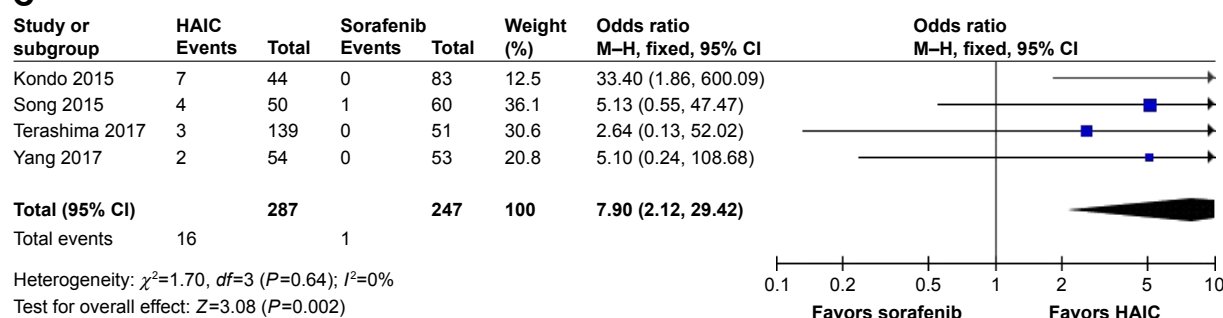 Study or HAIC Sorafenib Weight Odds ratio Odds ratio
subgroup Events Total Events Total (%) M–H, fixed, 95% CI M–H, fixed, 95% CI
Kondo 2015 7 44 0 83 12.5 33.40 (1.86, 600.09)
Song 2015 4 50 1 60 36.1 5.13 (0.55, 47.47)
Terashima 2017 3 139 0 51 30.6 2.64 (0.13, 52.02)
Yang 2017 2 54 0 53 20.8 5.10 (0.24, 108.68)
Total (95% CI) 287 247 100 7.90 (2.12, 29.42)
Total events 16 1
Heterogeneity: χ²=1.70, df=3 (P=0.64); I²=0%
Test for overall effect: Z=3.08 (P=0.002)
0.1 0.2 0.5 1 2 5 10
Favors sorafenib Favors HAIC